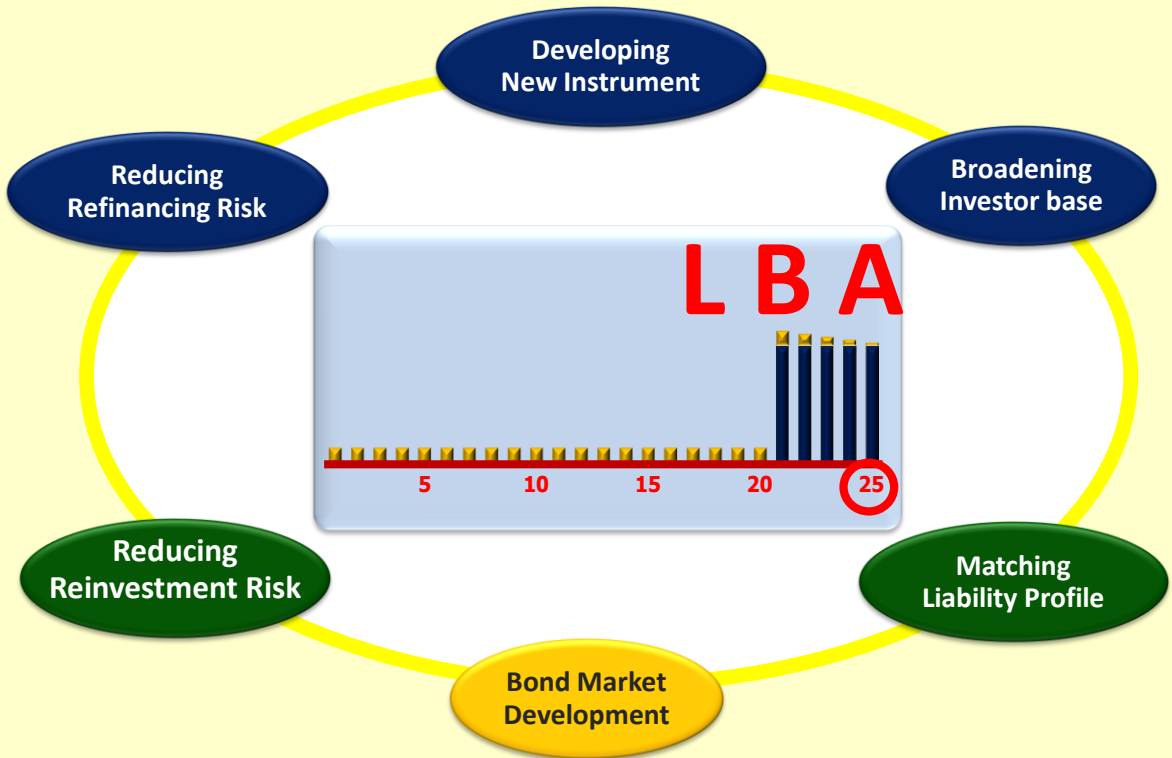 Developing
New Instrument
Reducing
Refinancing Risk
Broadening
Investor base
L B A
5 10 15 20 25
Reducing
Reinvestment Risk
Matching
Liability Profile
Bond Market
Development